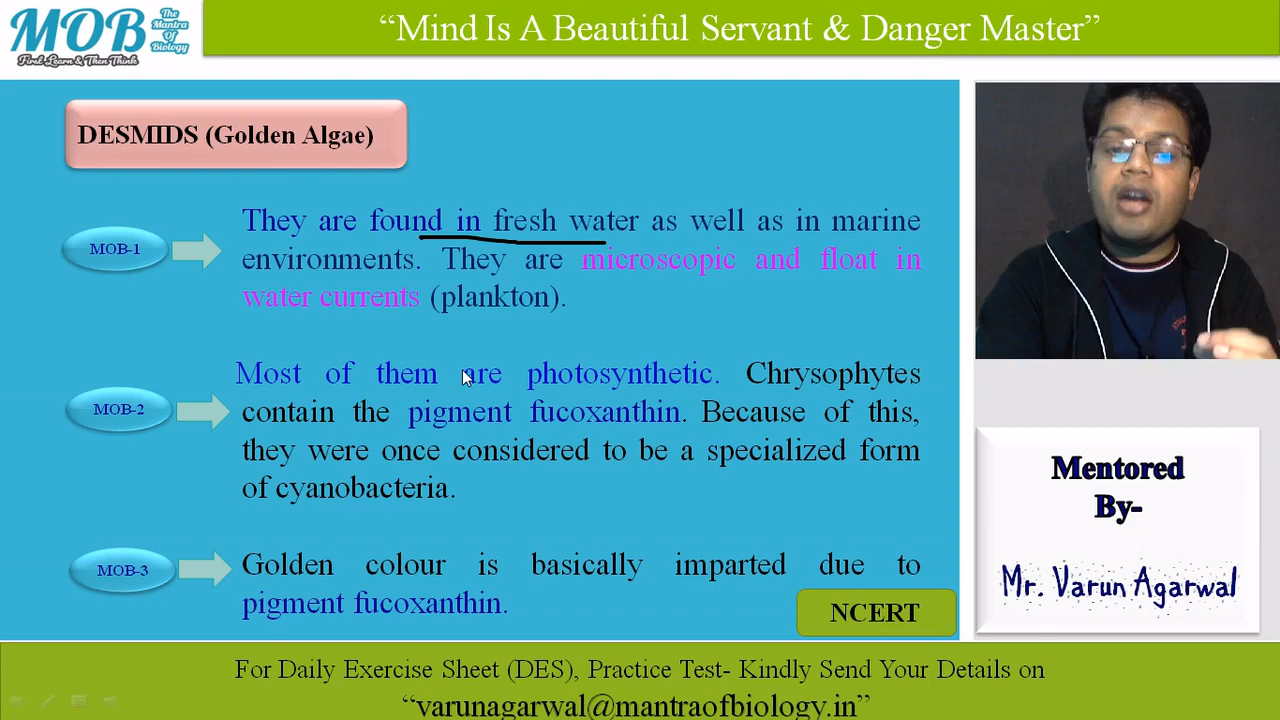 MOB
The
Mantra
Of
Biology
First Learn & Then Think
“Mind Is A Beautiful Servant & Danger Master”
DESMIDS (Golden Algae)
MOB-1
They are found in fresh water as well as in marine
environments. They are microscopic and float in
water currents (plankton).
MOB-2
Most of them are photosynthetic. Chrysophytes
contain the pigment fucoxanthin. Because of this,
they were once considered to be a specialized form
of cyanobacteria.
MOB-3
Golden colour is basically imparted due to
pigment fucoxanthin.
NCERT
Mentored
By-
Mr. Varun Agarwal
For Daily Exercise Sheet (DES), Practice Test- Kindly Send Your Details on
“varunagarwal@mantraofbiology.in”